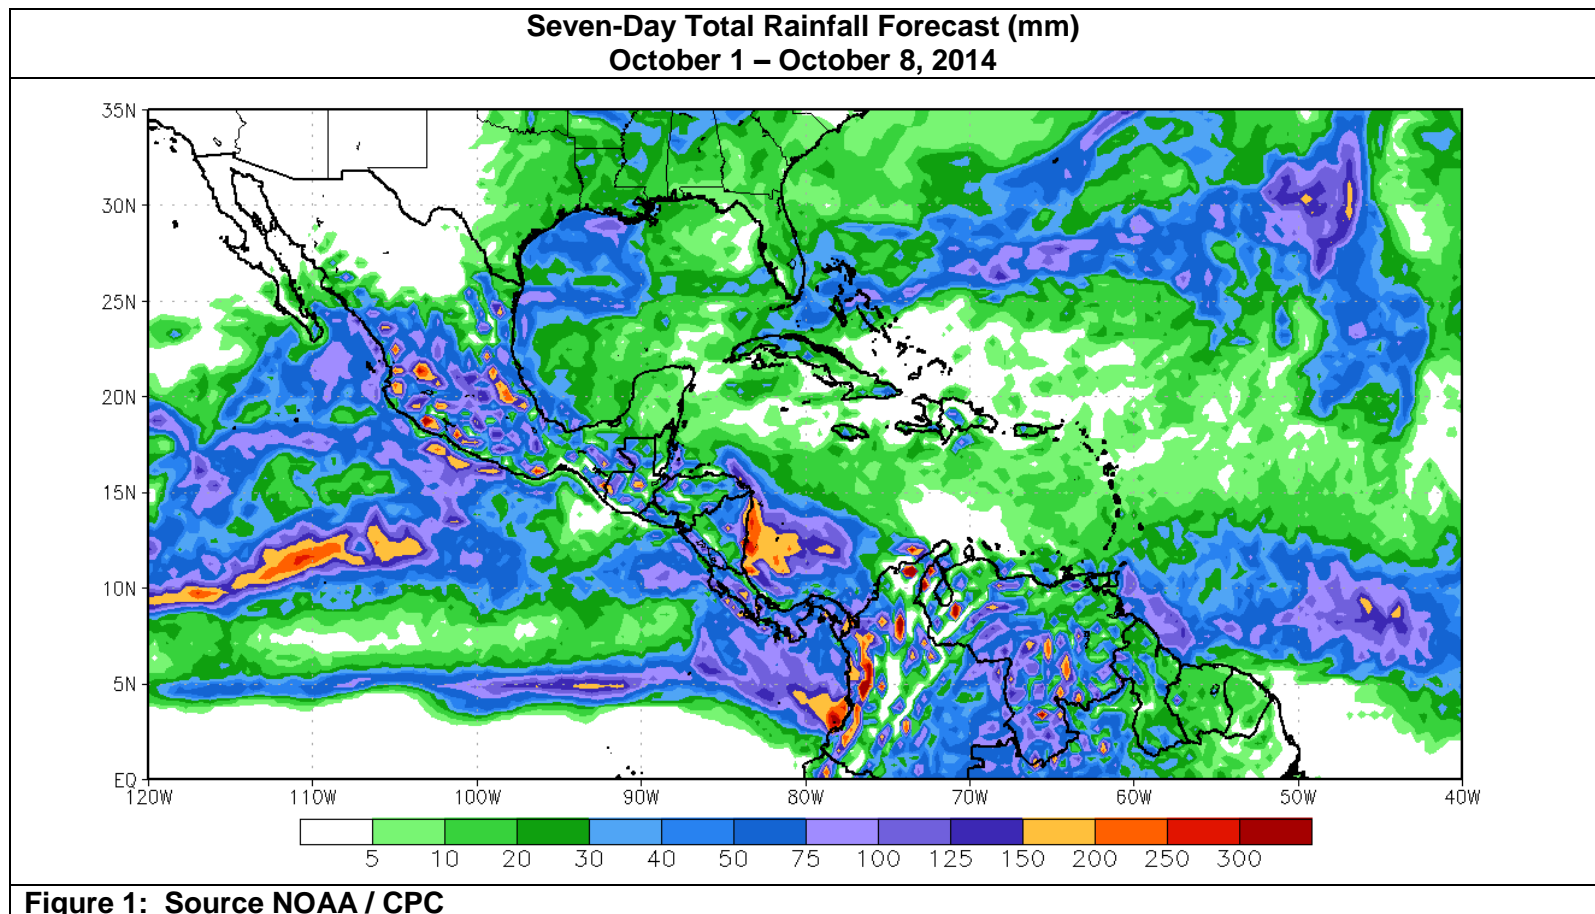 Seven-Day Total Rainfall Forecast (mm)
October 1 – October 8, 2014
35N
30N
25N
20N
15N
10N
5N
EQ
120W 110W 100W 90W 80W 70W 60W 50W 40W
5 10 20 30 40 50 75 100 125 150 200 250 300
Figure 1: Source NOAA / CPC